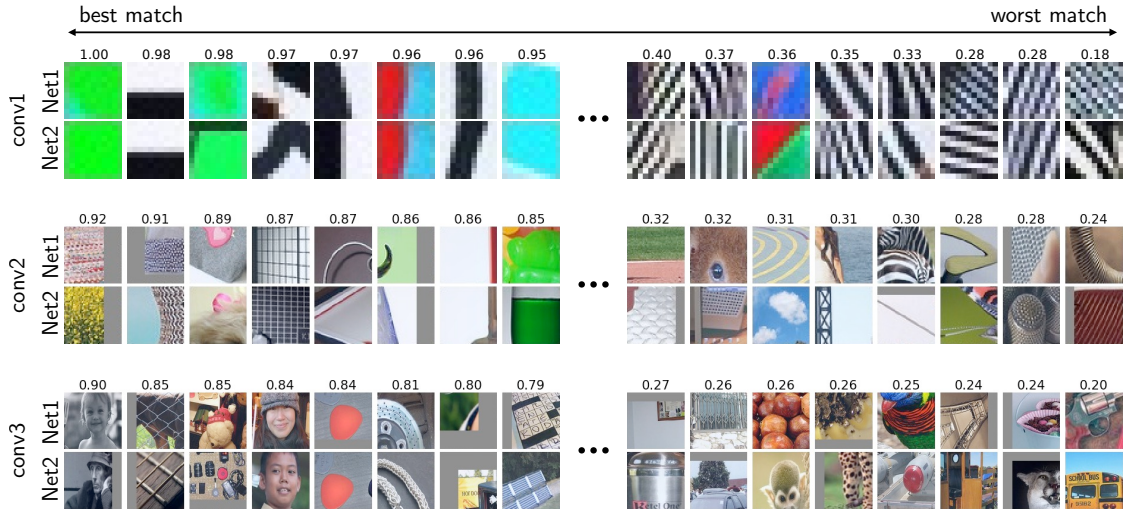 best match worst match
1.00 0.98 0.98 0.97 0.97 0.96 0.96 0.95 0.40 0.37 0.36 0.35 0.33 0.28 0.28 0.18
conv1
Net1
Net2
•••
0.92 0.91 0.89 0.87 0.87 0.86 0.86 0.85 0.32 0.32 0.31 0.31 0.30 0.28 0.28 0.24
conv2
Net1
Net2
•••
0.90 0.85 0.85 0.84 0.84 0.81 0.80 0.79 0.27 0.26 0.26 0.26 0.25 0.24 0.24 0.20
conv3
Net1
Net2
•••
SCHOOL BUS